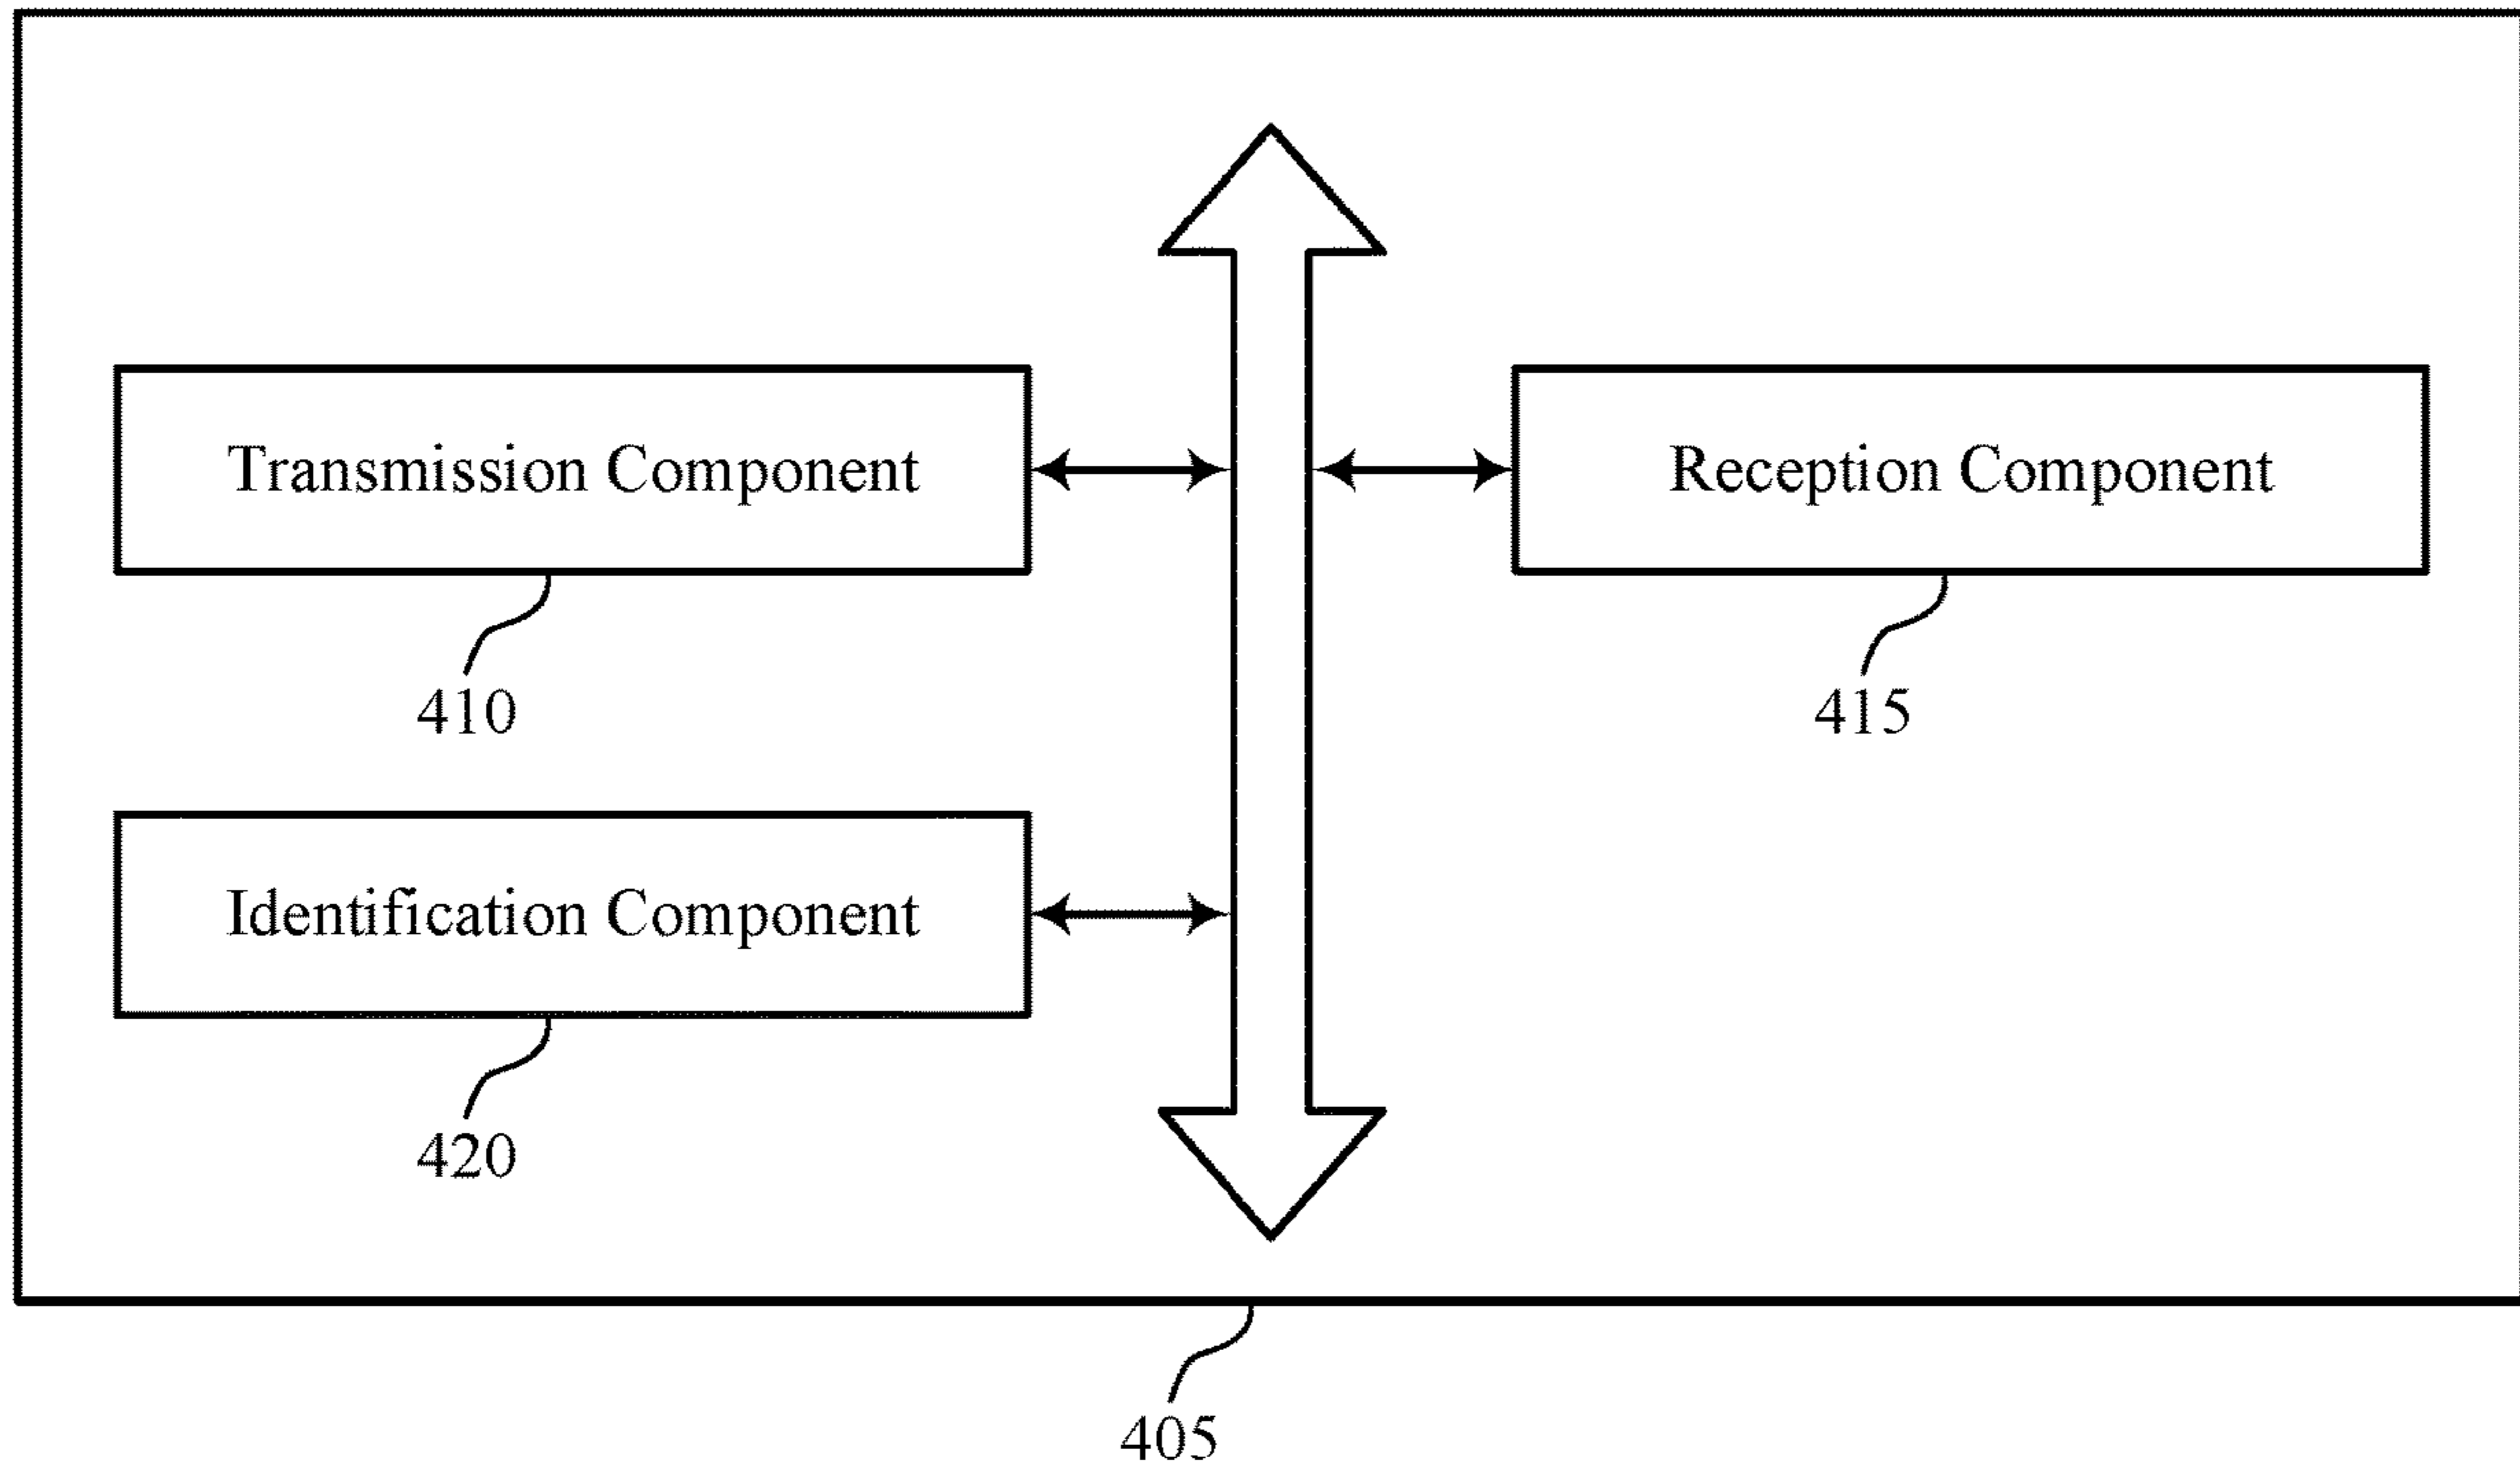 Transmission Component
Reception Component
410
415
Identification Component
420
405